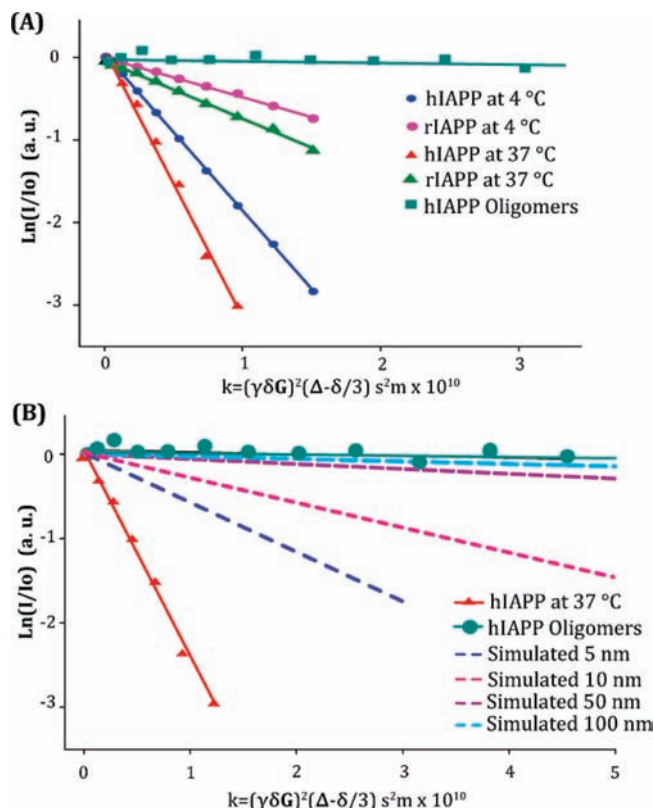 (A)
Ln(I/Io) (a. u.)
0
-1
-2
-3
hIAPP at 4 °C
rIAPP at 4 °C
hIAPP at 37 °C
rIAPP at 37 °C
hIAPP Oligomers
0 1 2 3
k=(γδG)²(Δ-δ/3) s²m x 10¹⁰
(B)
Ln(I/Io) (a. u.)
0
-1
-2
-3
hIAPP at 37 °C
hIAPP Oligomers
Simulated 5 nm
Simulated 10 nm
Simulated 50 nm
Simulated 100 nm
0 1 2 3 4 5
k=(γδG)²(Δ-δ/3) s²m x 10¹⁰